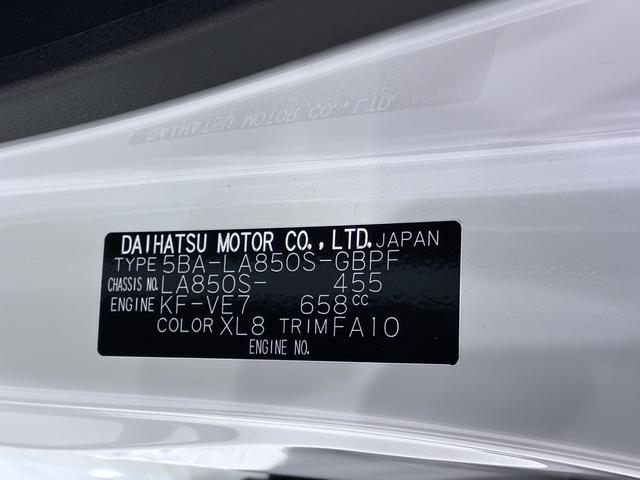 DAIHATSU MOTOR CO., LTD. JAPAN
TYPE 5BA-LA850S-GBPF
CHASSIS NO. LA850S- 455
ENGINE KF-VE7 658cc
COLOR XL8 TRIM FA10
ENGINE NO.